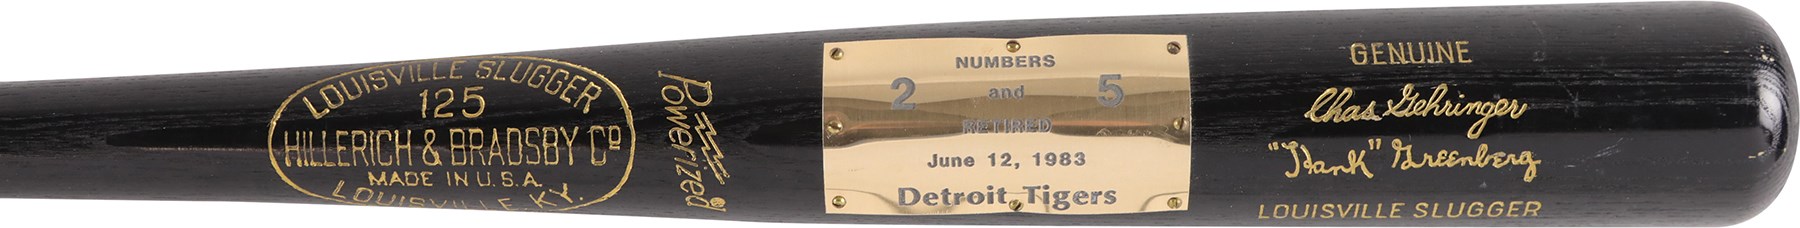 LOUISVILLE SLUGGER
125
HILLERICH & BRADSBY Cº
MADE IN U.S.A.
LOUISVILLE, KY.
Powerized
NUMBERS
2 and 5
RETIRED
June 12, 1983
Detroit Tigers
GENUINE
Chas Gehringer
"Hank" Greenberg
LOUISVILLE SLUGGER